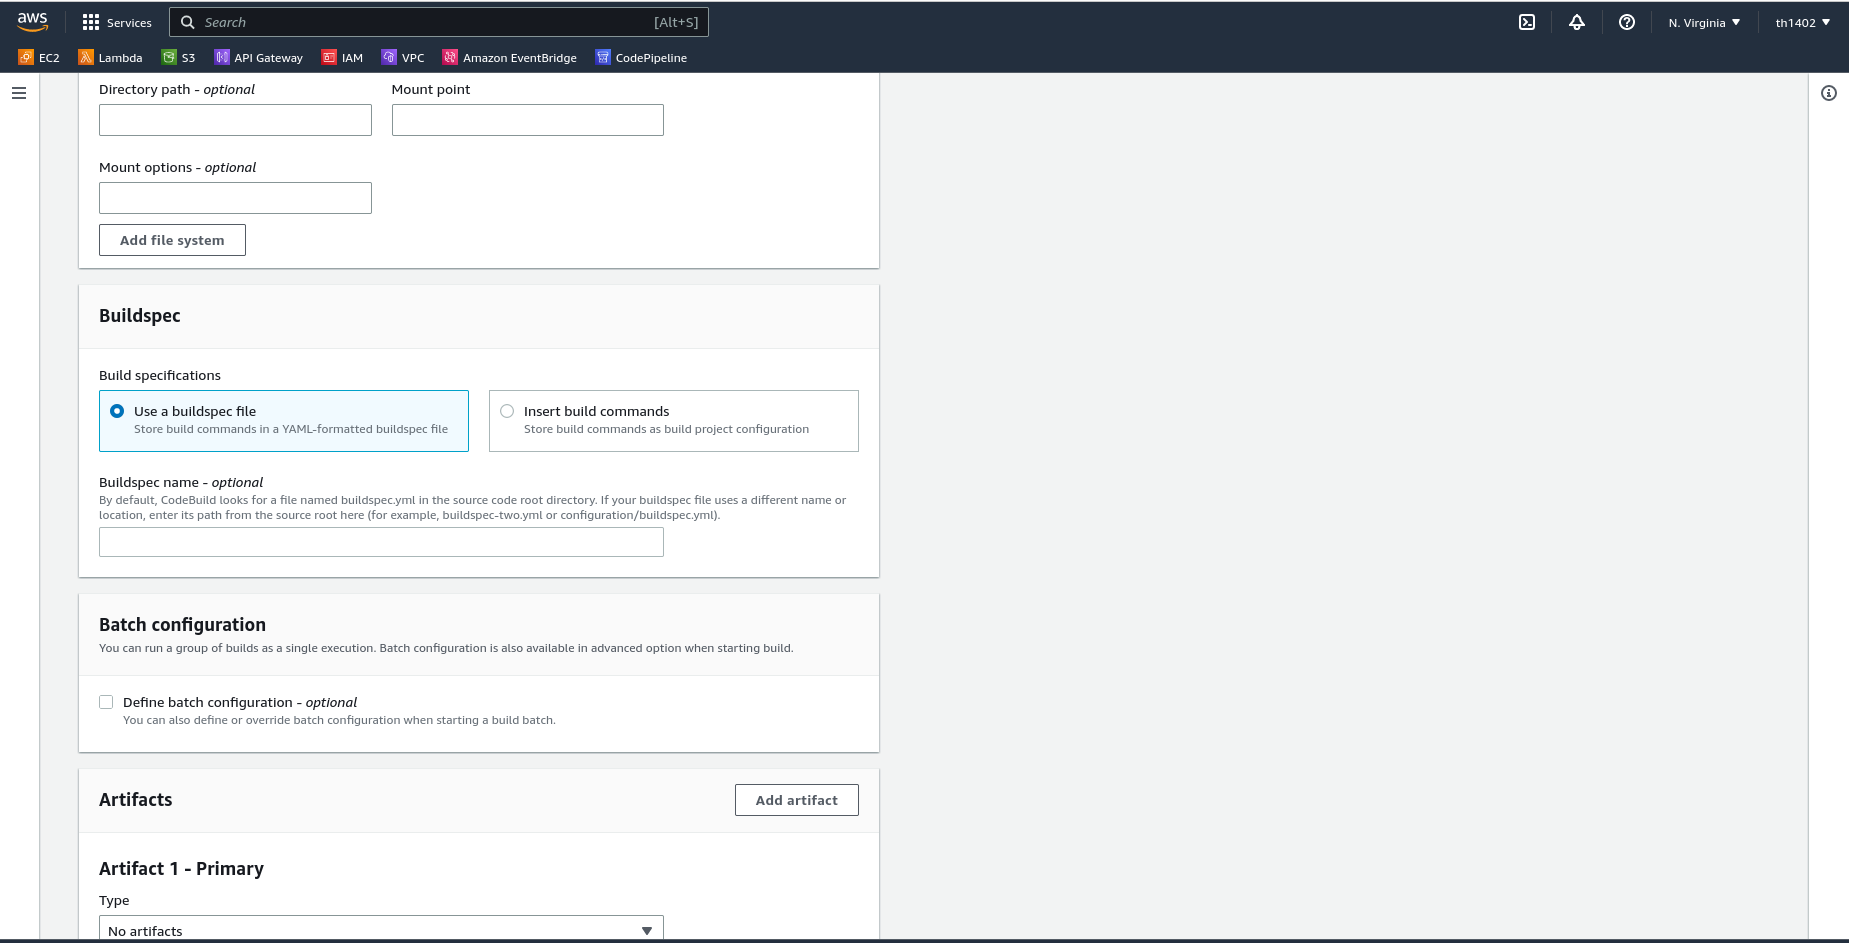 aws
Services
Search [Alt+S]
N. Virginia
th1402
EC2
Lambda
S3
API Gateway
IAM
VPC
Amazon EventBridge
CodePipeline
Directory path - optional
Mount point
Mount options - optional
Add file system
Buildspec
Build specifications
Use a buildspec file
Store build commands in a YAML-formatted buildspec file
Insert build commands
Store build commands as build project configuration
Buildspec name - optional
By default, CodeBuild looks for a file named buildspec.yml in the source code root directory. If your buildspec file uses a different name or
location, enter its path from the source root here (for example, buildspec-two.yml or configuration/buildspec.yml).
Batch configuration
You can run a group of builds as a single execution. Batch configuration is also available in advanced option when starting build.
Define batch configuration - optional
You can also define or override batch configuration when starting a build batch.
Artifacts
Add artifact
Artifact 1 - Primary
Type
No artifacts